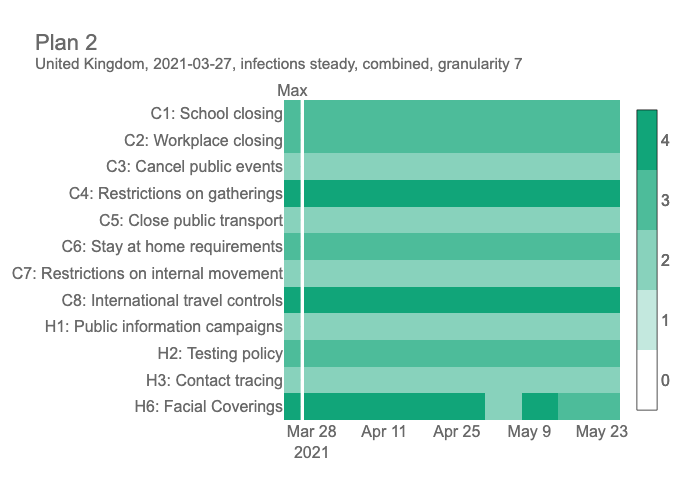 Plan 2
United Kingdom, 2021-03-27, infections steady, combined, granularity 7
Max
C1: School closing
C2: Workplace closing
C3: Cancel public events
C4: Restrictions on gatherings
C5: Close public transport
C6: Stay at home requirements
C7: Restrictions on internal movement
C8: International travel controls
H1: Public information campaigns
H2: Testing policy
H3: Contact tracing
H6: Facial Coverings
Mar 28 Apr 11 Apr 25 May 9 May 23
2021
4
3
2
1
0